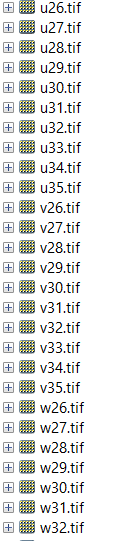 u26.tif
u27.tif
u28.tif
u29.tif
u30.tif
u31.tif
u32.tif
u33.tif
u34.tif
u35.tif
v26.tif
v27.tif
v28.tif
v29.tif
v30.tif
v31.tif
v32.tif
v33.tif
v34.tif
v35.tif
w26.tif
w27.tif
w28.tif
w29.tif
w30.tif
w31.tif
w32.tif